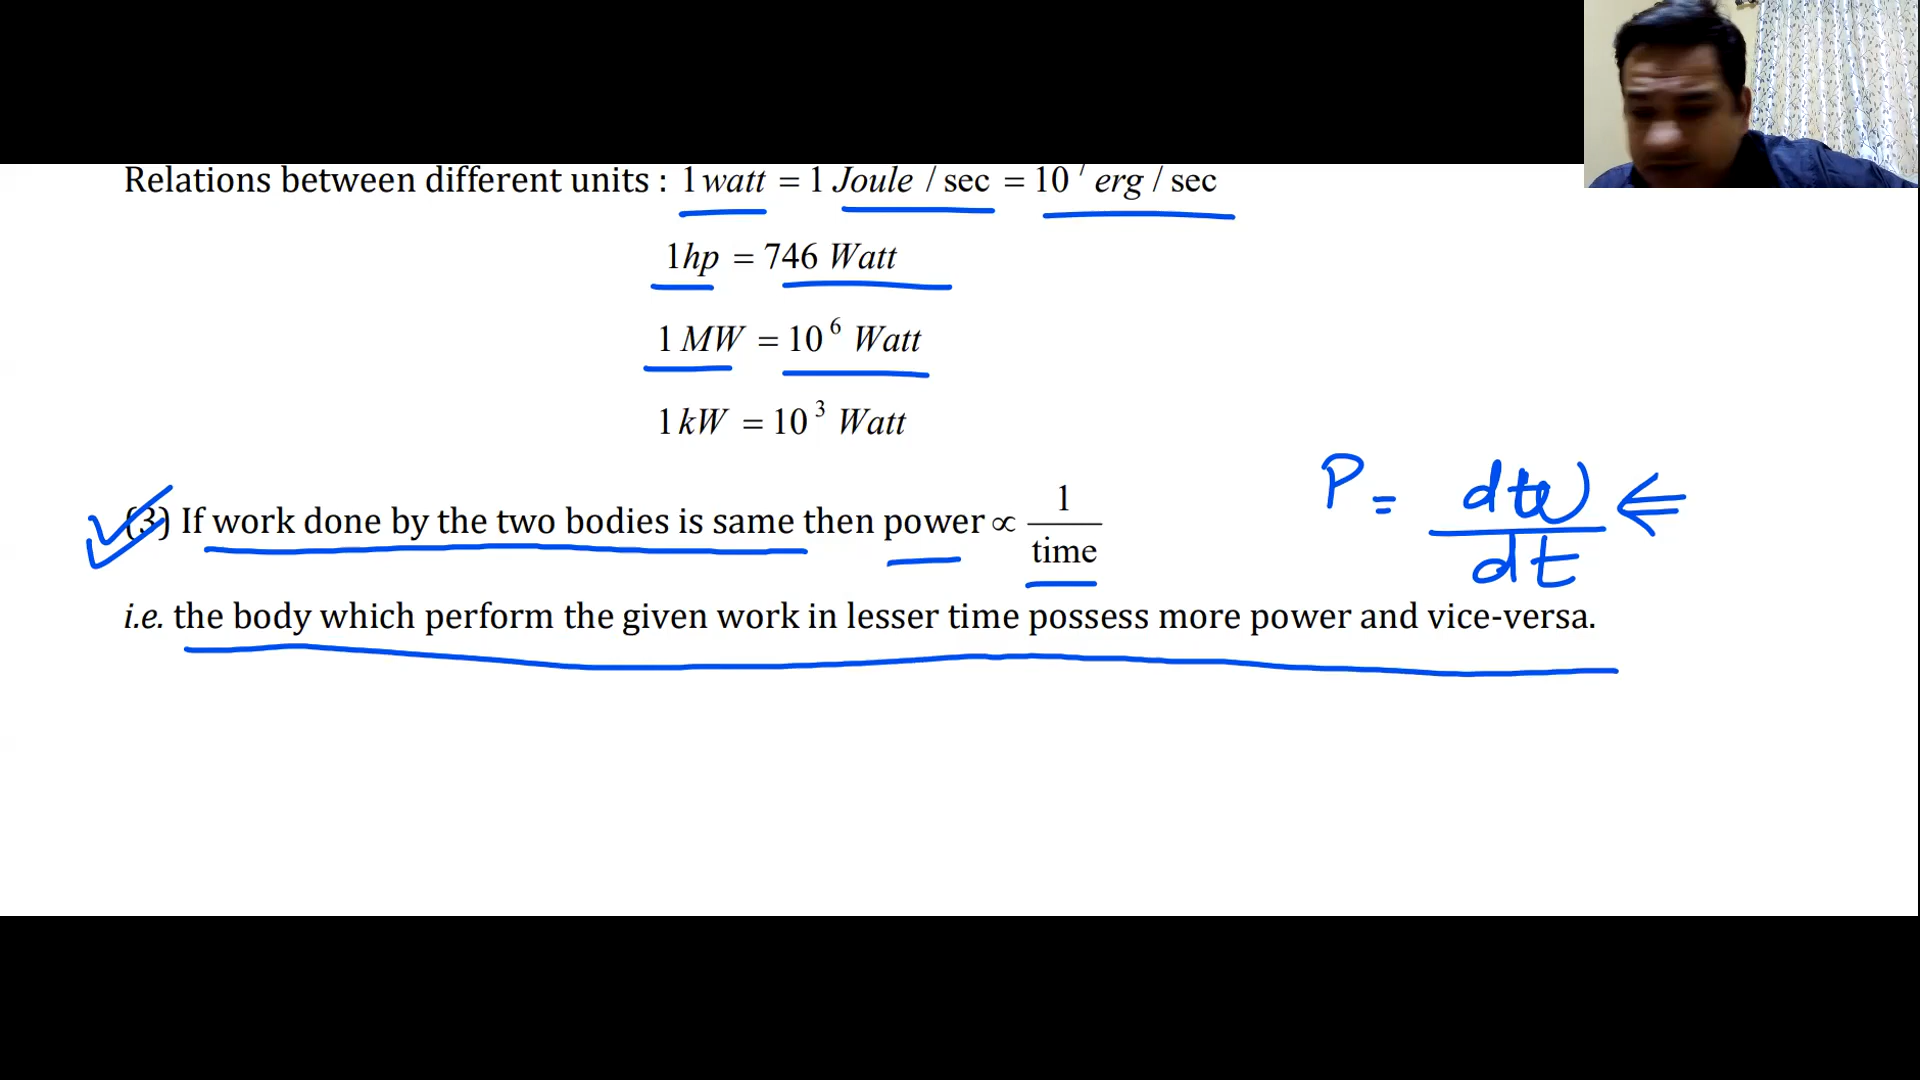 Relations between different units : 1 watt = 1 Joule / sec = 10⁷ erg / sec
1hp = 746 Watt
1 MW = 10⁶ Watt
1 kW = 10³ Watt
(3) If work done by the two bodies is same then power ∝ 1/time
P = dw/dt ⇐
i.e. the body which perform the given work in lesser time possess more power and vice-versa.